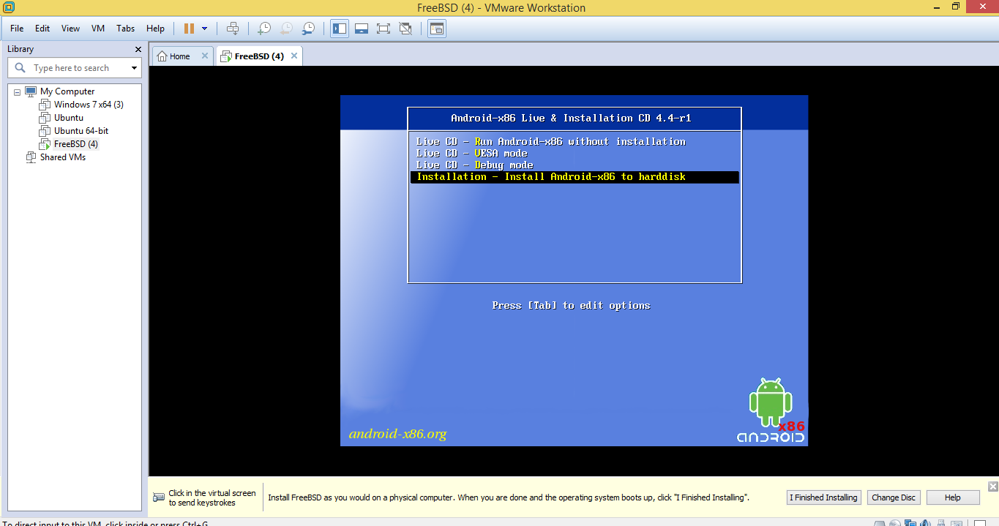 FreeBSD (4) - VMware Workstation
File Edit View VM Tabs Help
Library
Type here to search
My Computer
Windows 7 x64 (3)
Ubuntu
Ubuntu 64-bit
FreeBSD (4)
Shared VMs
Home
FreeBSD (4)
Android-x86 Live & Installation CD 4.4-r1
Live CD - Run Android-x86 without installation
Live CD - VESA mode
Live CD - Debug mode
Installation - Install Android-x86 to harddisk
Press [Tab] to edit options
android-x86.org
x86
ANDROID
Click in the virtual screen
to send keystrokes
Install FreeBSD as you would on a physical computer. When you are done and the operating system boots up, click "I Finished Installing".
I Finished Installing
Change Disc
Help
To direct input to this VM, click inside or press Ctrl+G.